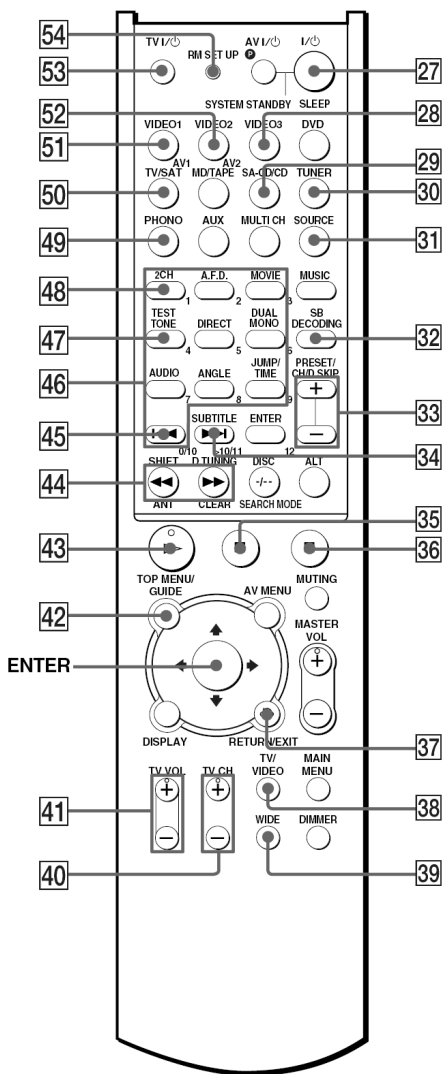 54
TV I/⏻
RM SET UP
P
AV I/⏻
I/⏻
53
27
SYSTEM STANDBY
SLEEP
52
28
VIDEO1
VIDEO2
VIDEO3
DVD
51
AV1
AV2
29
TV/SAT
MD/TAPE
SA-CD/CD
TUNER
50
30
PHONO
AUX
MULTI CH
SOURCE
49
31
2CH
A.F.D.
MOVIE
MUSIC
48
1
2
3
TEST TONE
DIRECT
DUAL MONO
SB DECODING
47
4
5
6
32
AUDIO
ANGLE
JUMP/TIME
PRESET/CH/D.SKIP
46
7
8
9
+
33
SUBTITLE
ENTER
–
45
0/10
>10/11
12
34
SHIFT
D.TUNING
DISC
ALT
44
-/--
ANT
CLEAR
SEARCH MODE
35
43
36
TOP MENU/GUIDE
AV MENU
MUTING
42
MASTER VOL
+
ENTER
–
DISPLAY
RETURN/EXIT
37
TV VOL
TV CH
TV/VIDEO
MAIN MENU
41
+
+
38
WIDE
DIMMER
–
–
40
39